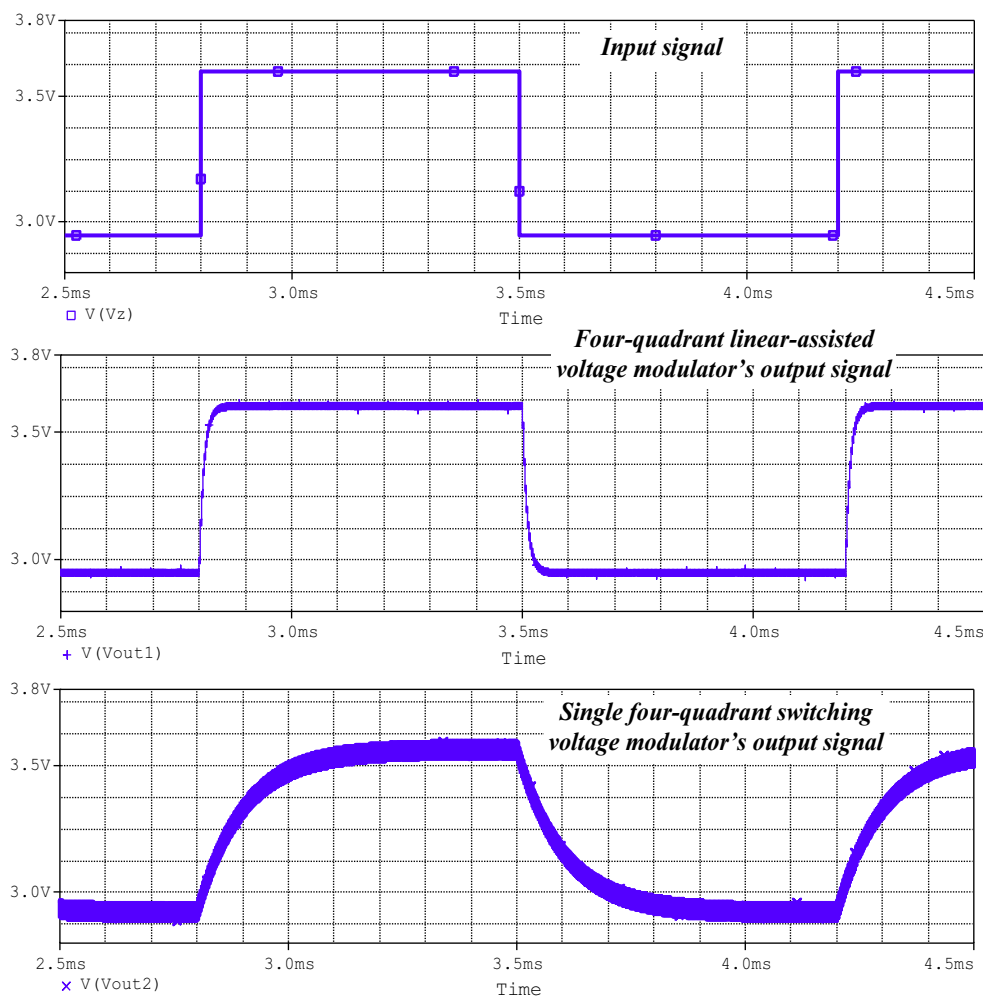 3.8V
Input signal
3.5V
3.0V
2.5ms 3.0ms 3.5ms 4.0ms 4.5ms
V(Vz)
Time
3.8V
Four-quadrant linear-assisted
voltage modulator's output signal
3.5V
3.0V
2.5ms 3.0ms 3.5ms 4.0ms 4.5ms
V(Vout1)
Time
3.8V
Single four-quadrant switching
voltage modulator's output signal
3.5V
3.0V
2.5ms 3.0ms 3.5ms 4.0ms 4.5ms
V(Vout2)
Time